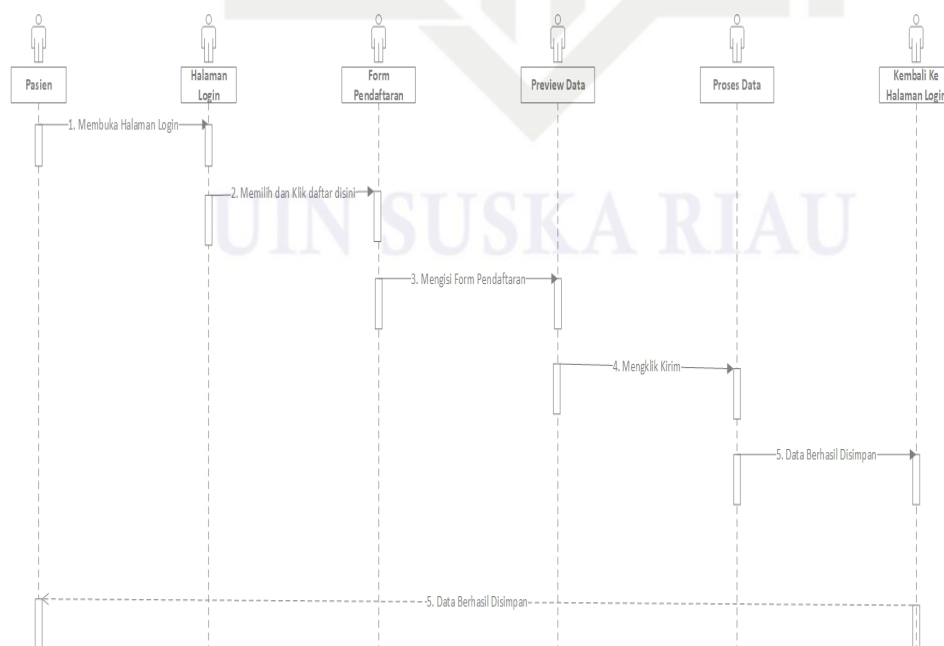 Pasien
Halaman
Login
Form
Pendaftaran
Preview Data
Proses Data
Kembali Ke
Halaman Login
1. Membuka Halaman Login
2. Memilih dan Klik daftar disini
UIN SUSKA RIAU
3. Mengisi Form Pendaftaran
4. Mengklik Kirim
5. Data Berhasil Disimpan
5. Data Berhasil Disimpan